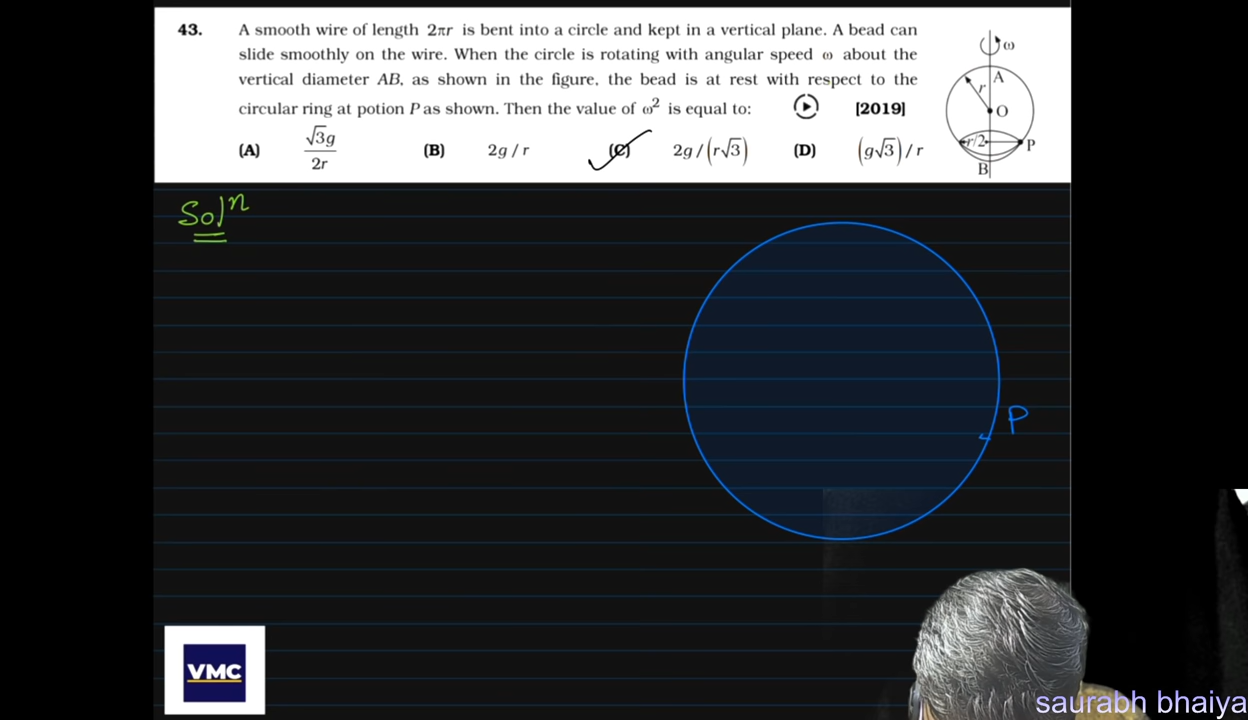 43. A smooth wire of length 2πr is bent into a circle and kept in a vertical plane. A bead can
slide smoothly on the wire. When the circle is rotating with angular speed ω about the
vertical diameter AB, as shown in the figure, the bead is at rest with respect to the
circular ring at potion P as shown. Then the value of ω² is equal to: [2019]
(A) √3g / 2r (B) 2g / r (C) 2g / (r√3) (D) (g√3) / r
ω
A
r
O
r/2
P
B
Solⁿ
P
VMC
saurabh bhaiya